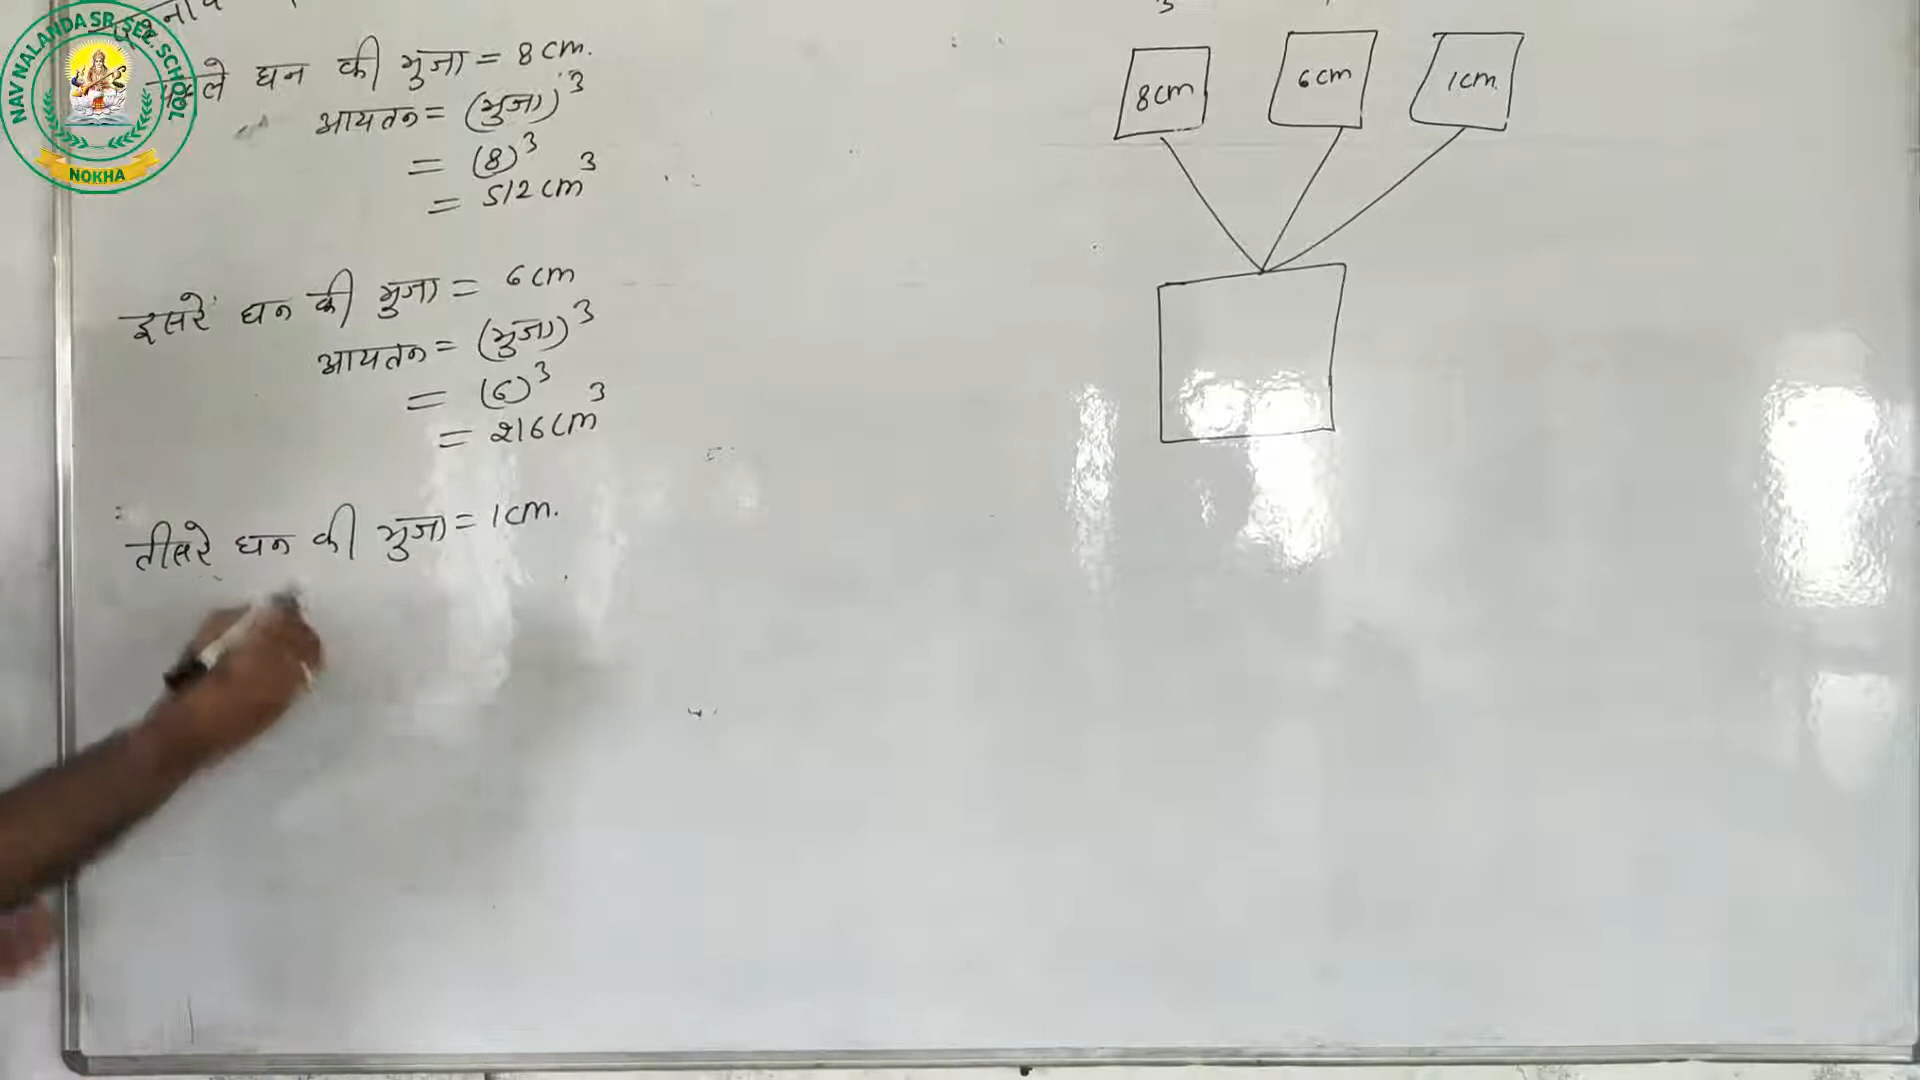 NAV NALANDA SR. SEC. SCHOOL
NOKHA
पहले घन की भुजा = 8 cm.
आयतन = (भुजा)³
= (8)³
= 512 cm³
दूसरे घन की भुजा = 6 cm
आयतन = (भुजा)³
= (6)³
= 216 cm³
तीसरे घन की भुजा = 1 cm.
8 cm
6 cm
1 cm.